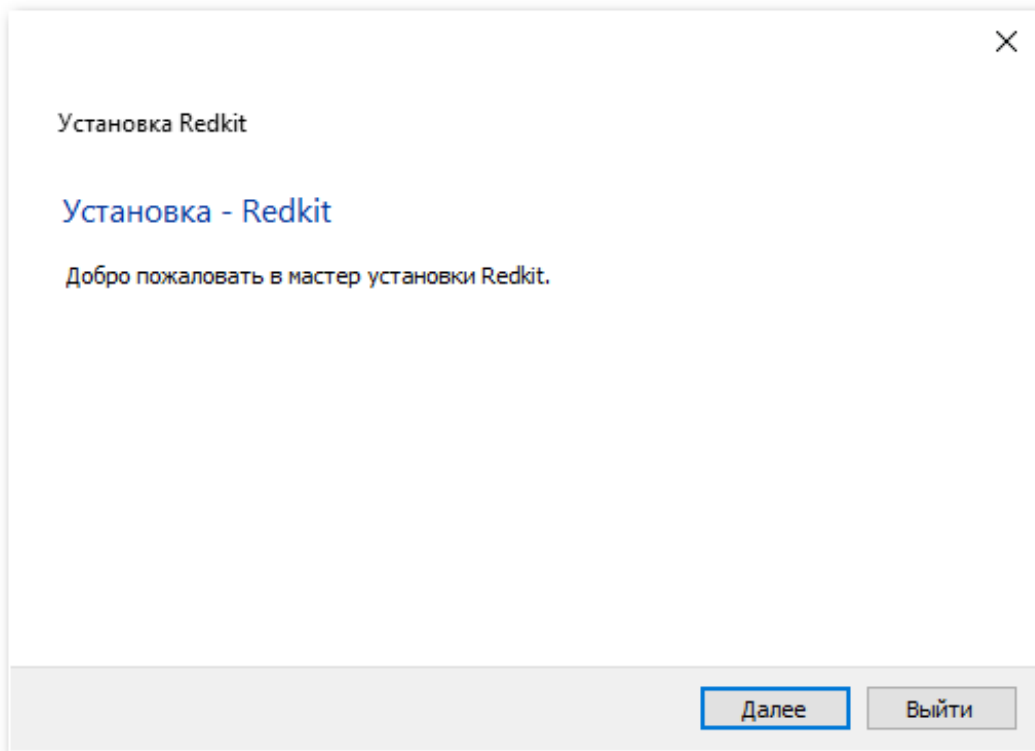 Установка Redkit
Установка - Redkit
Добро пожаловать в мастер установки Redkit.
Далее
Выйти